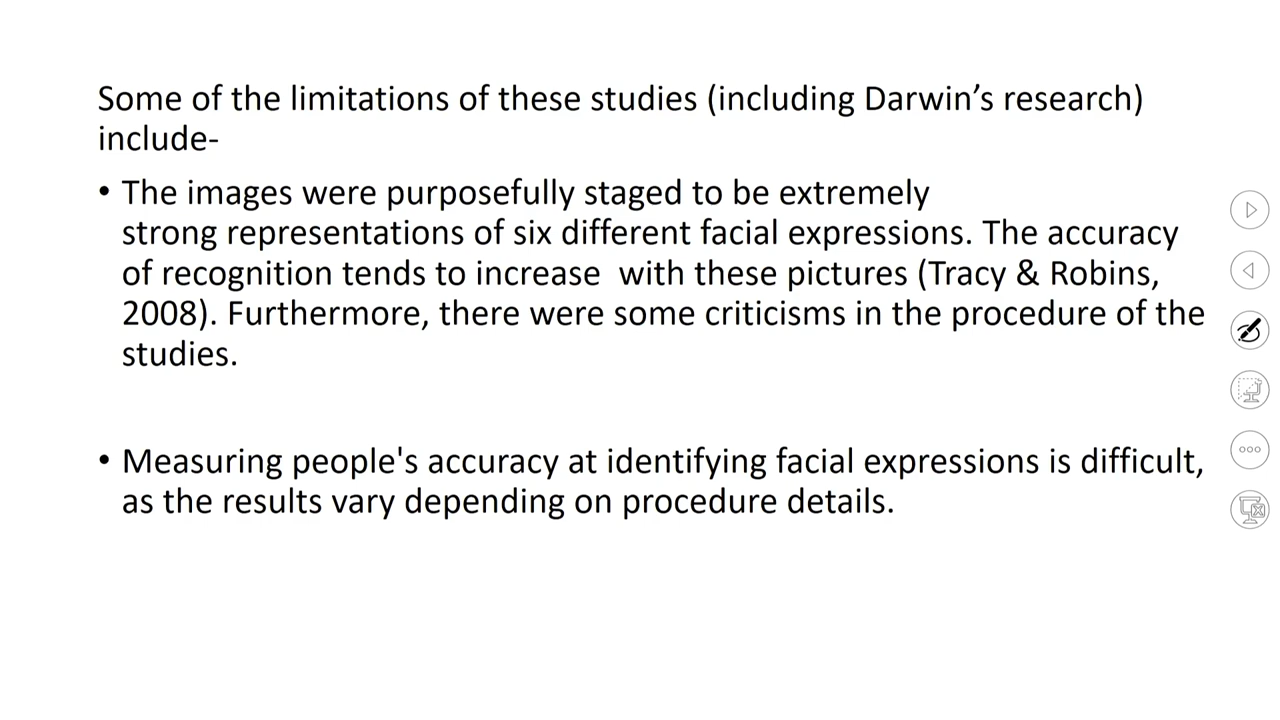 Some of the limitations of these studies (including Darwin’s research)
include-
• The images were purposefully staged to be extremely
strong representations of six different facial expressions. The accuracy
of recognition tends to increase  with these pictures (Tracy & Robins,
2008). Furthermore, there were some criticisms in the procedure of the
studies.
• Measuring people's accuracy at identifying facial expressions is difficult,
as the results vary depending on procedure details.